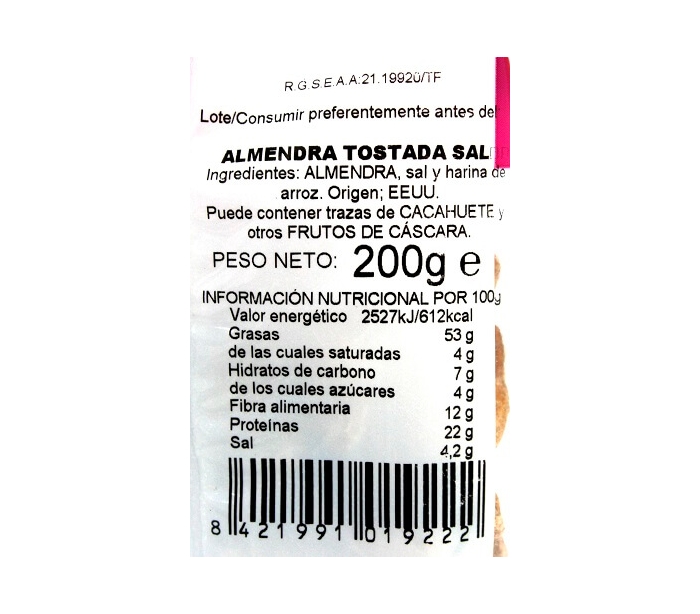 R.G.S.E.A.A:21.19920/TF
Lote/Consumir preferentemente antes del
ALMENDRA TOSTADA SAL
Ingredientes: ALMENDRA, sal y harina de
arroz. Origen; EEUU.
Puede contener trazas de CACAHUETE y
otros FRUTOS DE CÁSCARA.
PESO NETO: 200g e
INFORMACIÓN NUTRICIONAL POR 100g
Valor energético 2527kJ/612kcal
Grasas 53 g
de las cuales saturadas 4 g
Hidratos de carbono 7 g
de los cuales azúcares 4 g
Fibra alimentaria 12 g
Proteínas 22 g
Sal 4,2 g
8 421991 019222